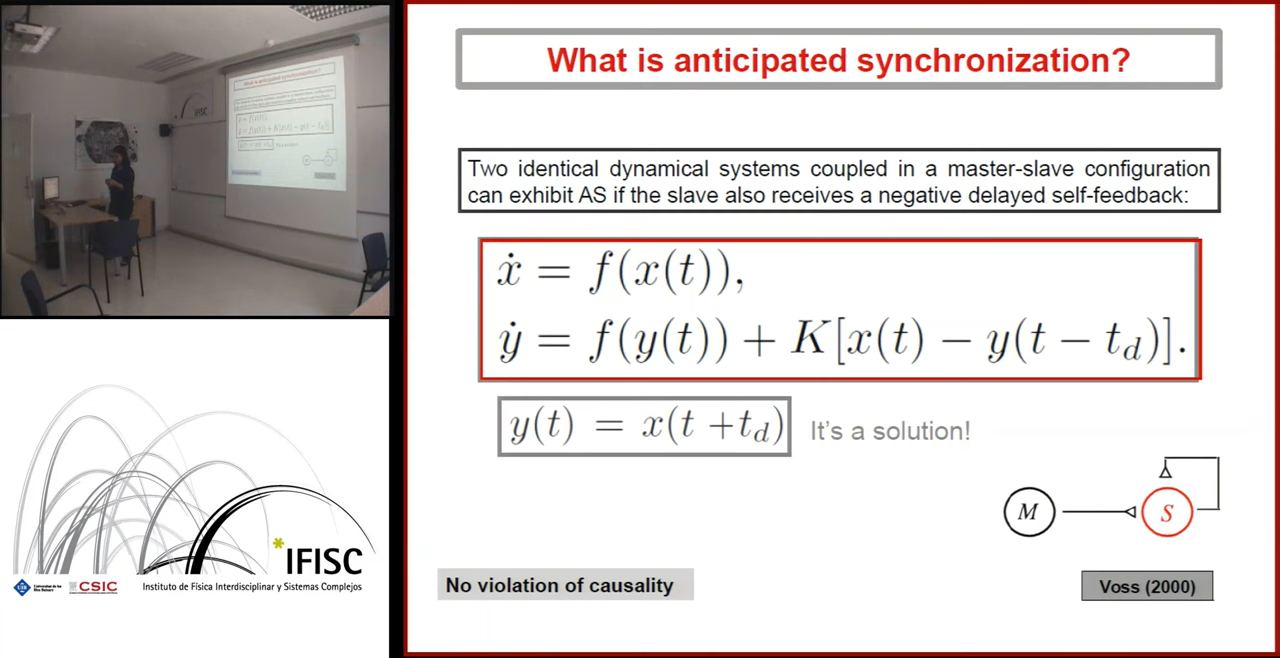 What is anticipated synchronization?
Two identical dynamical systems coupled in a master-slave configuration
can exhibit AS if the slave also receives a negative delayed self-feedback:
ẋ = f(x(t)),
ẏ = f(y(t)) + K[x(t) − y(t − t_d)].
y(t) = x(t + t_d) It's a solution!
M S
No violation of causality
Voss (2000)
IFISC
UIB
CSIC
Instituto de Física Interdisciplinar y Sistemas Complejos